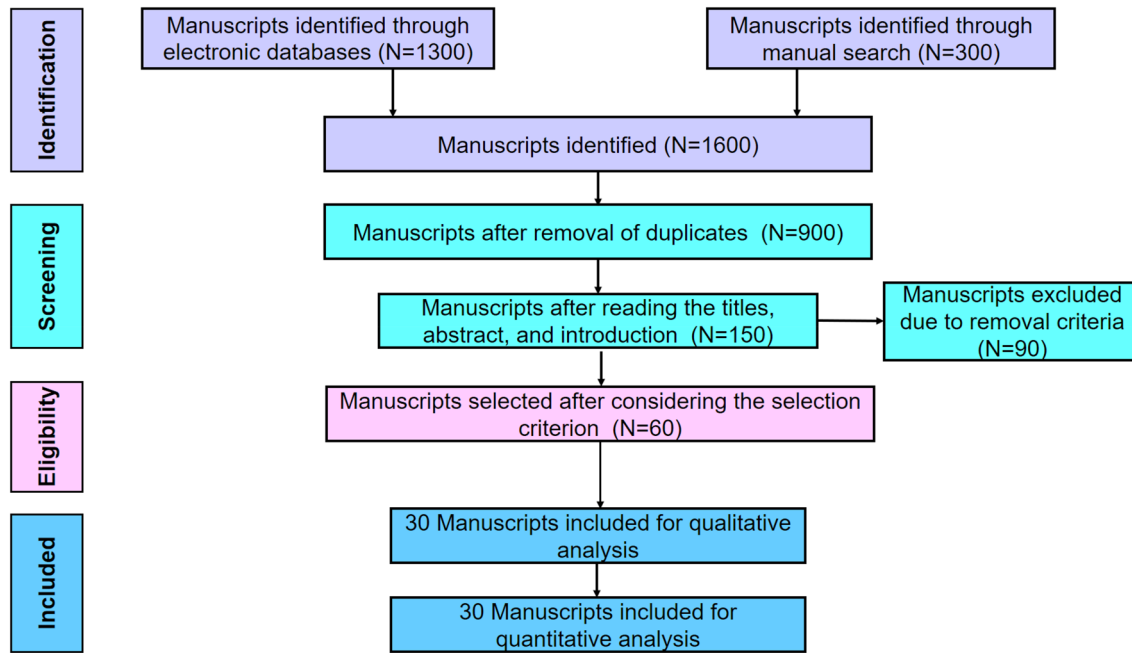 Identification
Manuscripts identified through
electronic databases (N=1300)
Manuscripts identified through
manual search (N=300)
Manuscripts identified (N=1600)
Screening
Manuscripts after removal of duplicates (N=900)
Manuscripts after reading the titles,
abstract, and introduction (N=150)
Manuscripts excluded
due to removal criteria
(N=90)
Eligibility
Manuscripts selected after considering the selection
criterion (N=60)
Included
30 Manuscripts included for qualitative
analysis
30 Manuscripts included for
quantitative analysis